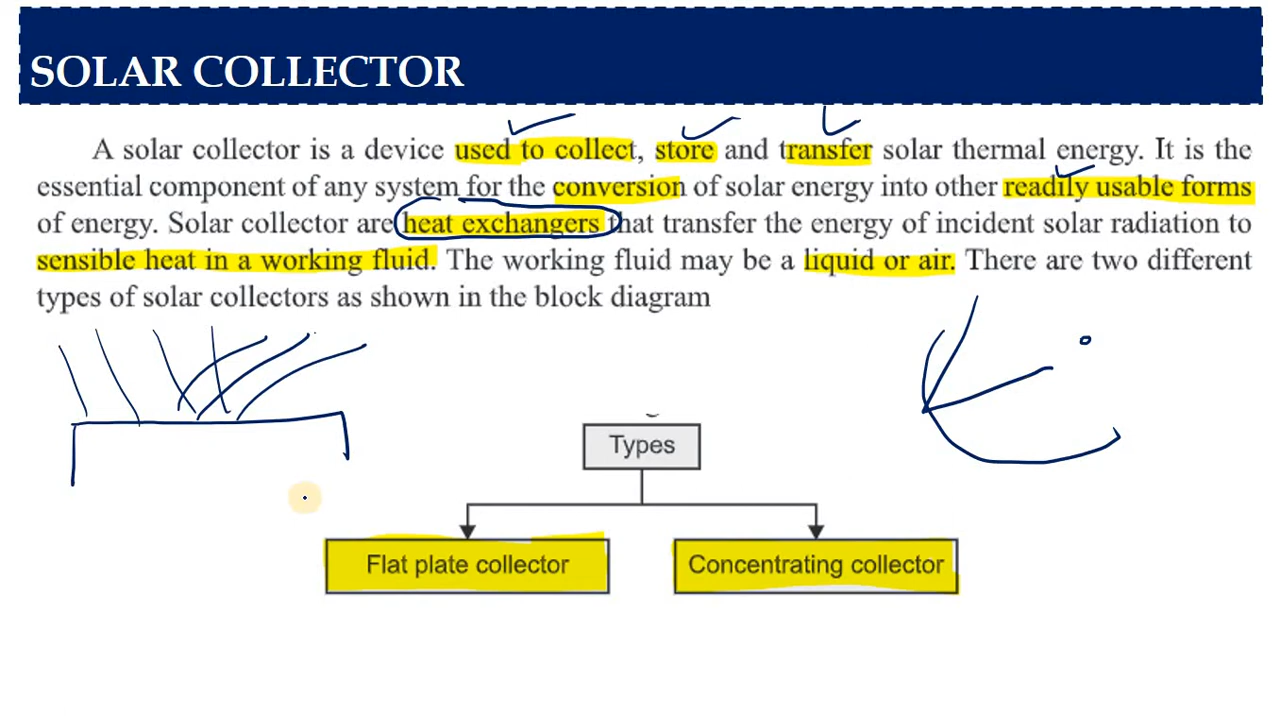 SOLAR COLLECTOR
A solar collector is a device used to collect, store and transfer solar thermal energy. It is the
essential component of any system for the conversion of solar energy into other readily usable forms
of energy. Solar collector are heat exchangers that transfer the energy of incident solar radiation to
sensible heat in a working fluid. The working fluid may be a liquid or air. There are two different
types of solar collectors as shown in the block diagram
Types
Flat plate collector
Concentrating collector